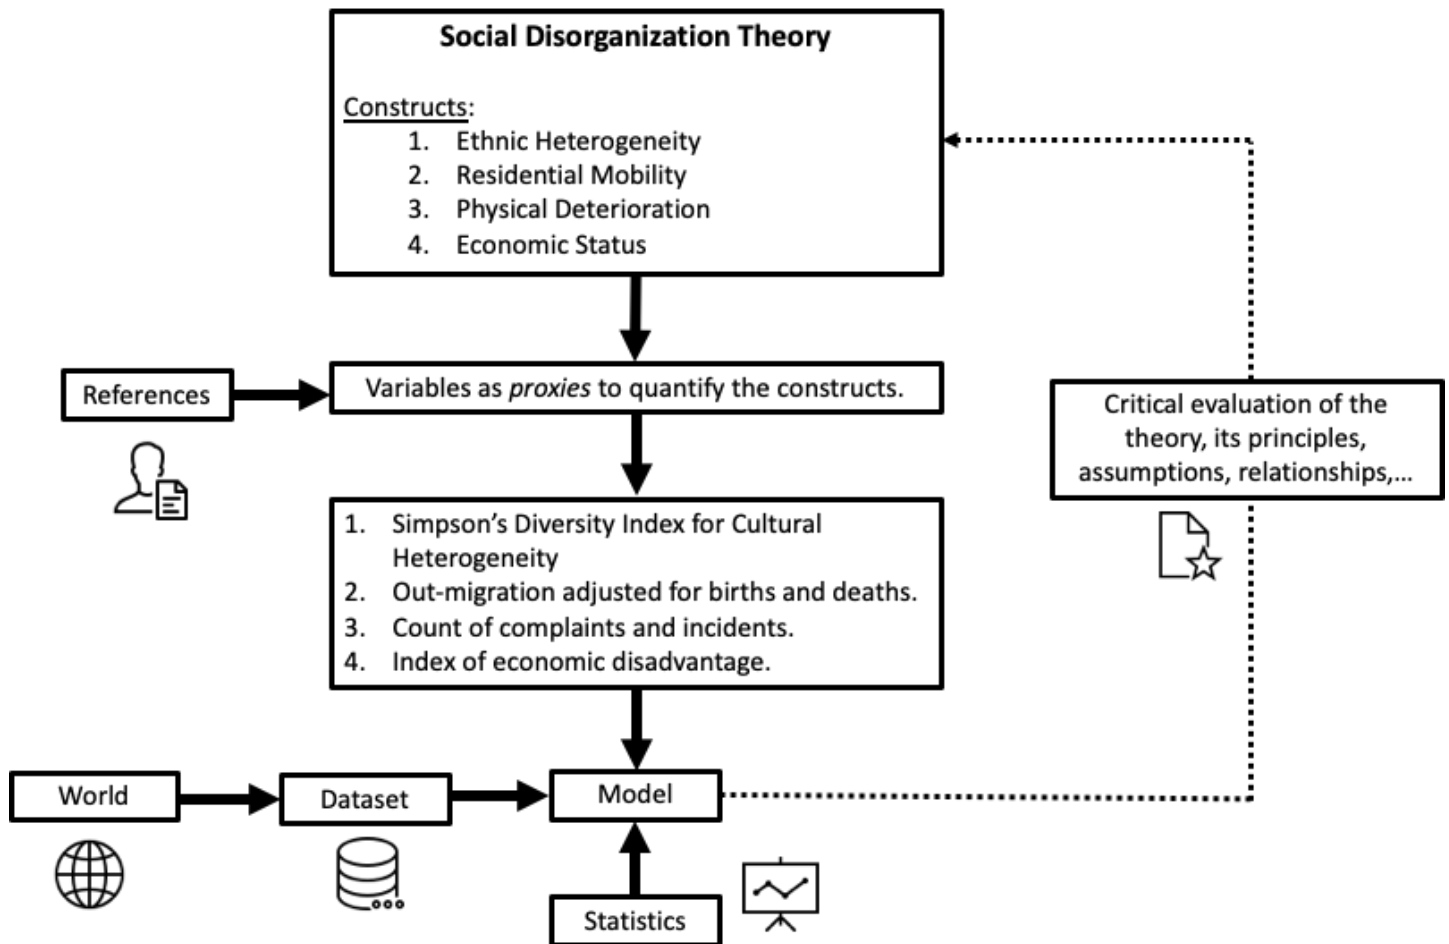 Social Disorganization Theory
Constructs:
1. Ethnic Heterogeneity
2. Residential Mobility
3. Physical Deterioration
4. Economic Status
References
Variables as proxies to quantify the constructs.
Critical evaluation of the
theory, its principles,
assumptions, relationships,...
1. Simpson’s Diversity Index for Cultural
Heterogeneity
2. Out-migration adjusted for births and deaths.
3. Count of complaints and incidents.
4. Index of economic disadvantage.
World
Dataset
Model
Statistics